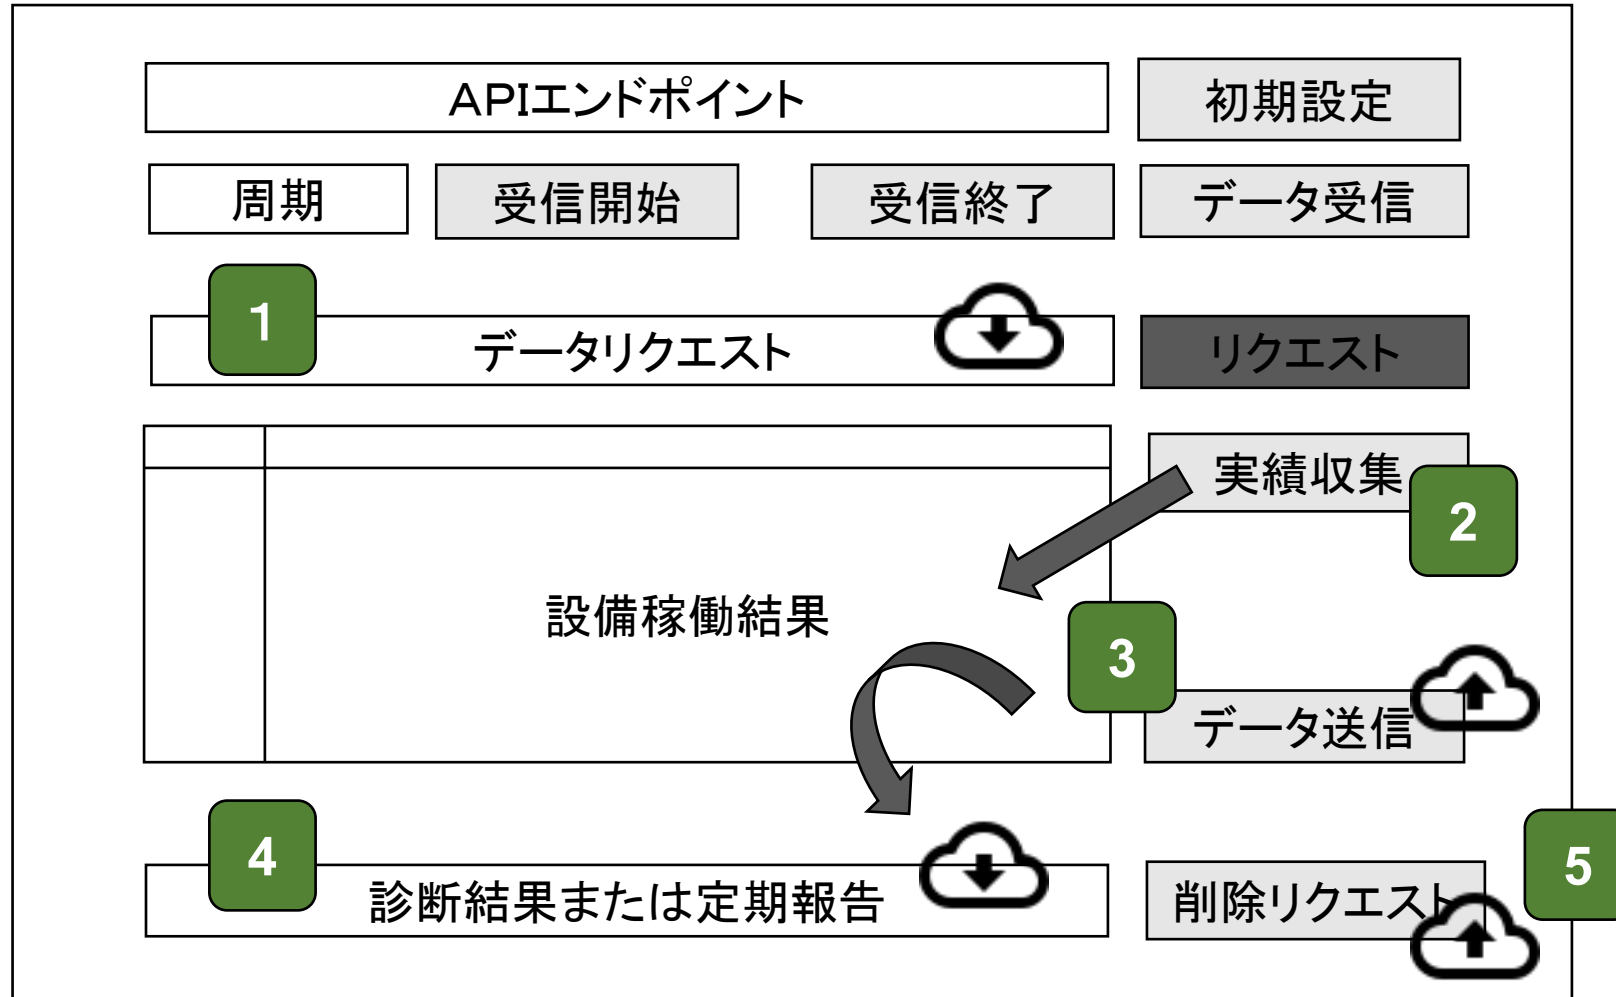 APIエンドポイント
初期設定
周期
受信開始
受信終了
データ受信
1
データリクエスト
リクエスト
実績収集
2
設備稼働結果
3
データ送信
4
診断結果または定期報告
削除リクエスト
5